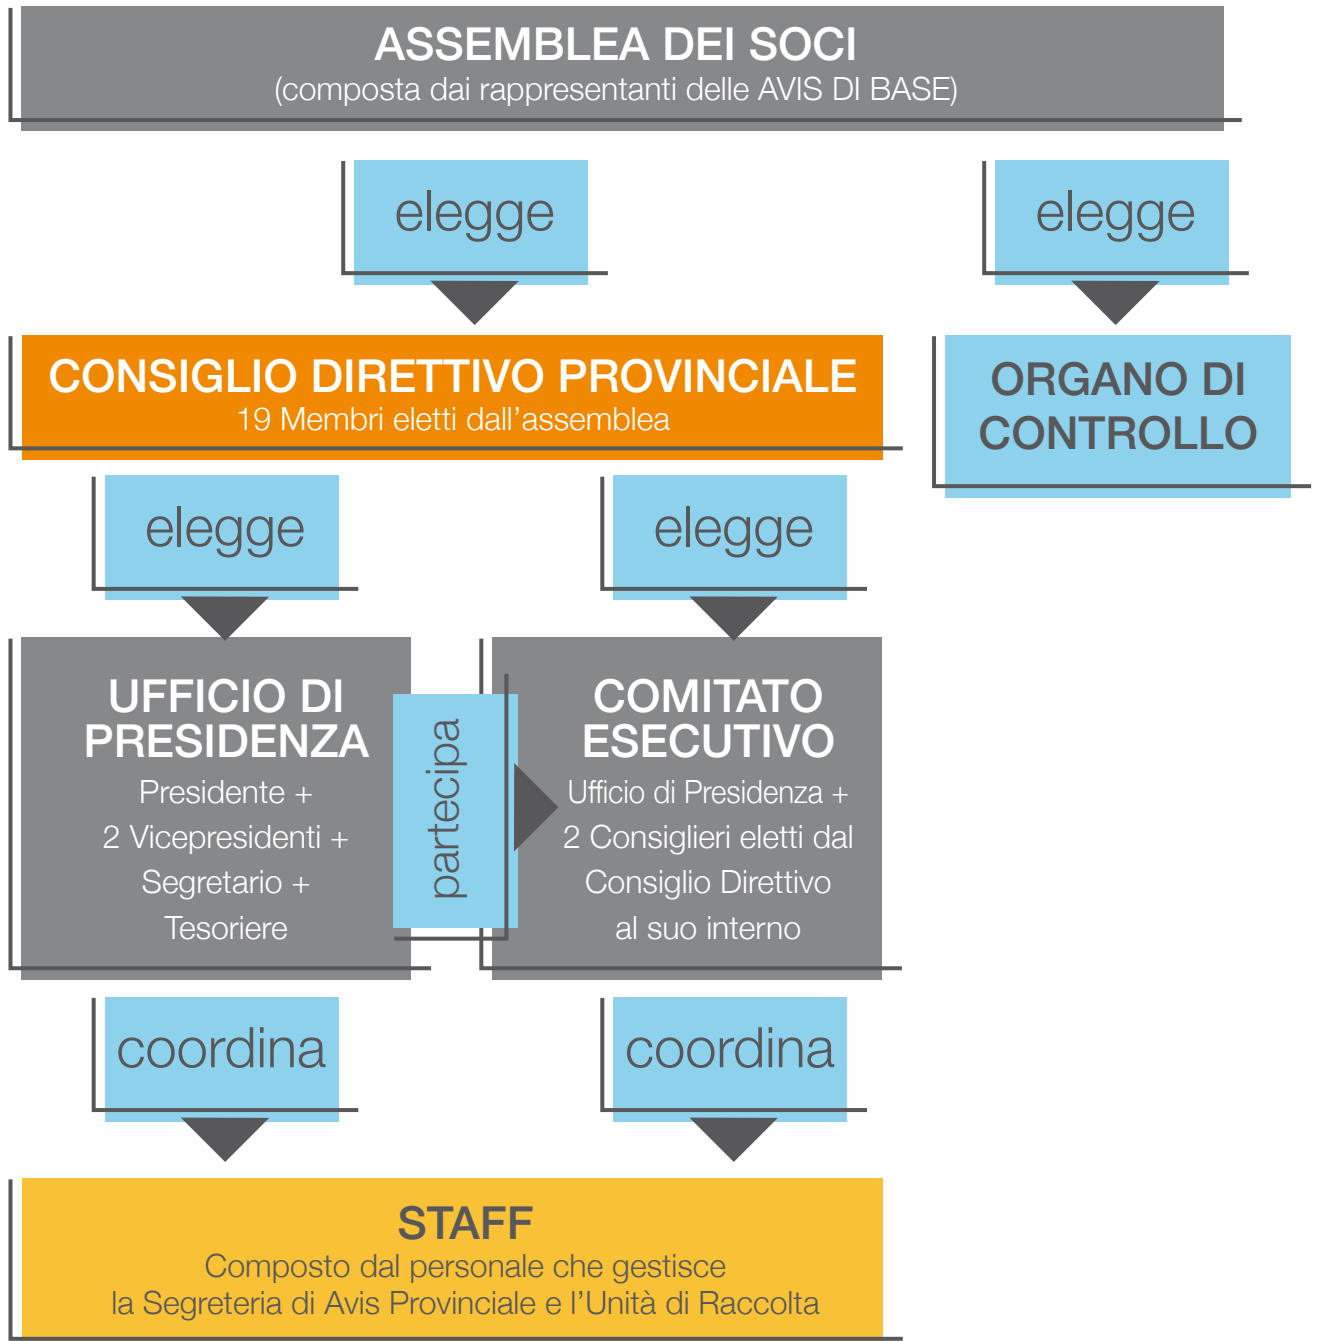 ASSEMBLEA DEI SOCI
(composta dai rappresentanti delle AVIS DI BASE)
elegge
elegge
CONSIGLIO DIRETTIVO PROVINCIALE
19 Membri eletti dall'assemblea
ORGANO DI
CONTROLLO
elegge
elegge
UFFICIO DI
PRESIDENZA
Presidente +
2 Vicepresidenti +
Segretario +
Tesoriere
partecipa
COMITATO
ESECUTIVO
Ufficio di Presidenza +
2 Consiglieri eletti dal
Consiglio Direttivo
al suo interno
coordina
coordina
STAFF
Composto dal personale che gestisce
la Segreteria di Avis Provinciale e l'Unità di Raccolta